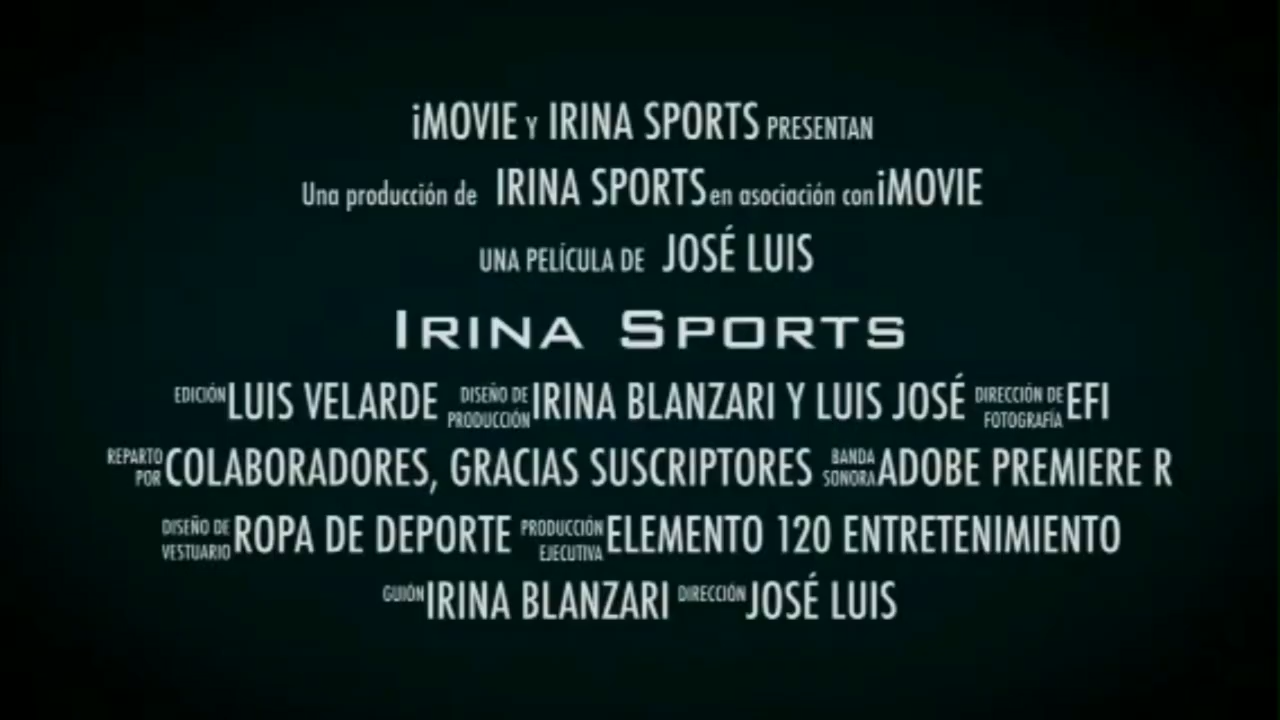 iMOVIE Y IRINA SPORTS PRESENTAN
Una producción de IRINA SPORTS en asociación con iMOVIE
UNA PELÍCULA DE JOSÉ LUIS
IRINA SPORTS
EDICIÓN LUIS VELARDE DISEÑO DE PRODUCCIÓN IRINA BLANZARI Y LUIS JOSÉ DIRECCIÓN DE FOTOGRAFÍA EFI
REPARTO POR COLABORADORES, GRACIAS SUSCRIPTORES BANDA SONORA ADOBE PREMIERE R
DISEÑO DE VESTUARIO ROPA DE DEPORTE PRODUCCIÓN EJECUTIVA ELEMENTO 120 ENTRETENIMIENTO
GUIÓN IRINA BLANZARI DIRECCIÓN JOSÉ LUIS